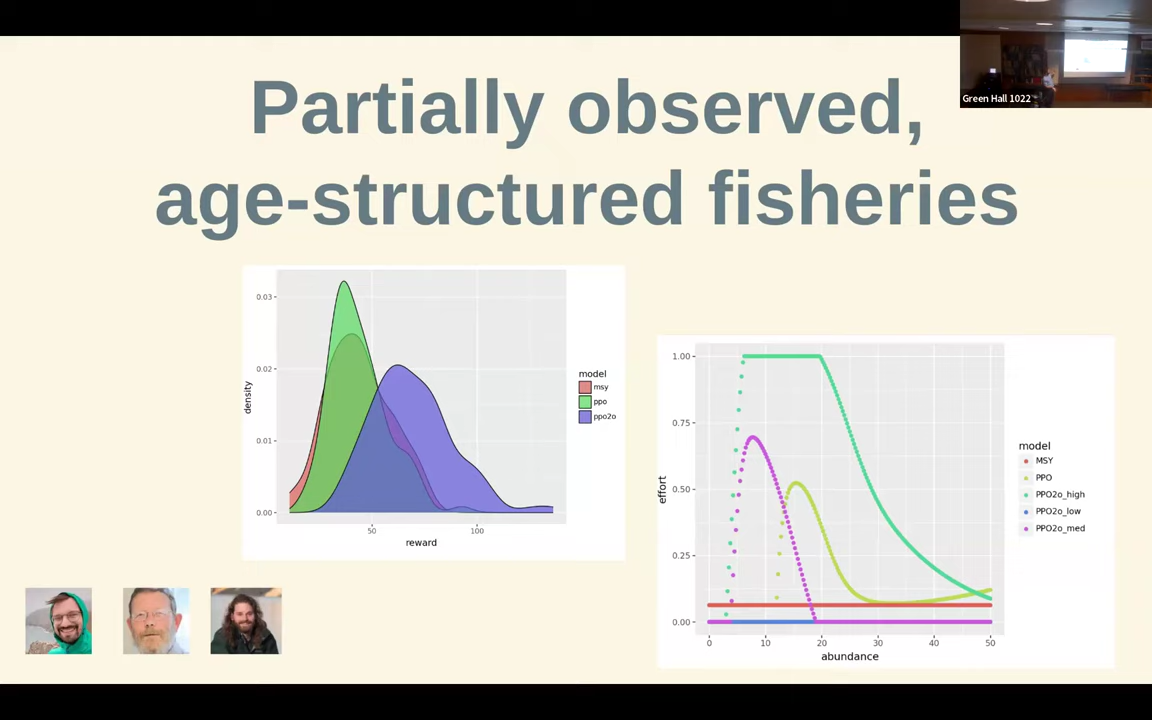 Partially observed,
age-structured fisheries
Green Hall 1022
0.03
0.02
0.01
0.00
density
50
100
reward
model
msy
ppo
ppo2o
1.00
0.75
0.50
0.25
0.00
effort
0
10
20
30
40
50
abundance
model
MSY
PPO
PPO2o_high
PPO2o_low
PPO2o_med